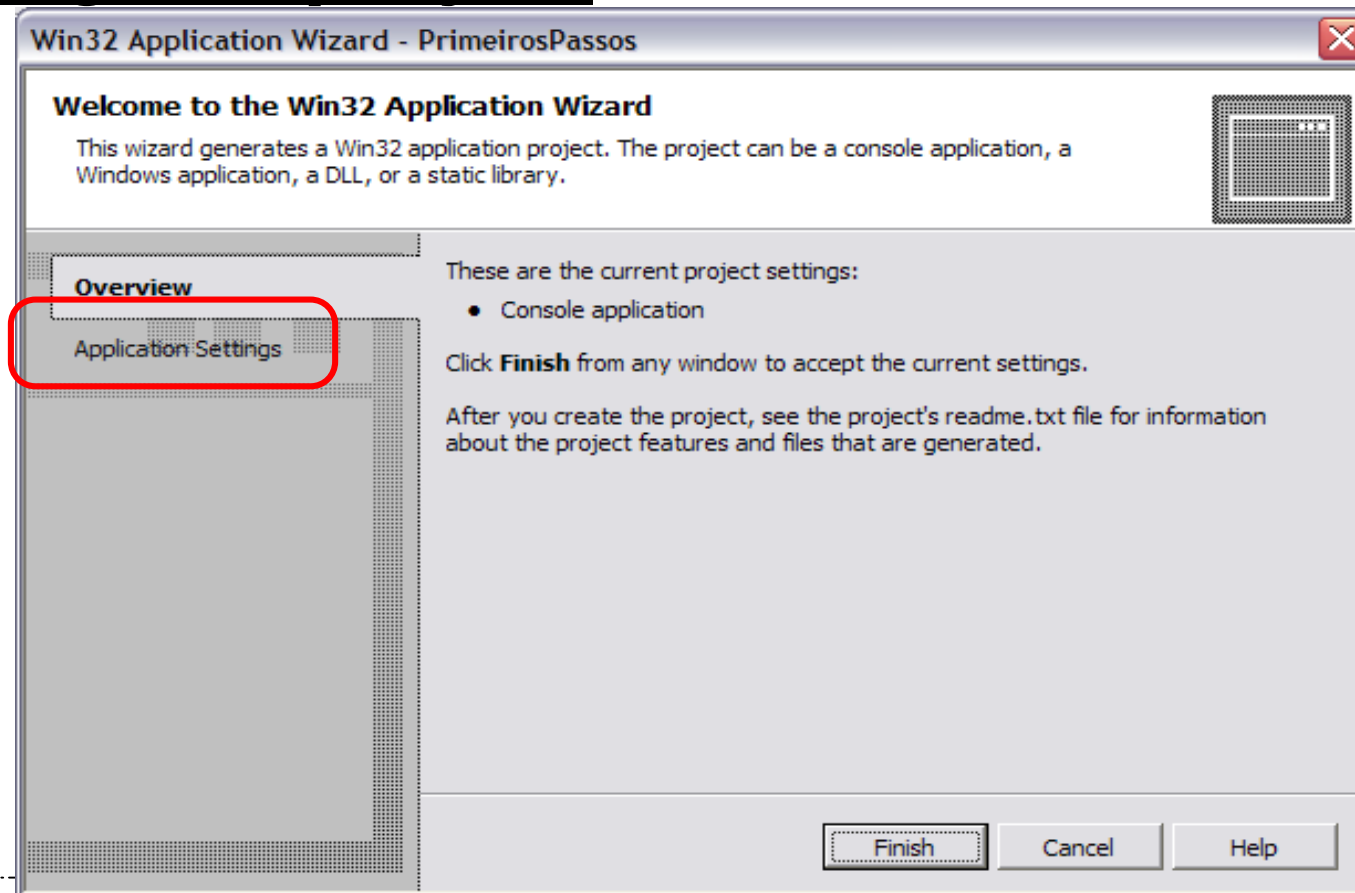 Win32 Application Wizard - PrimeirosPassos
Welcome to the Win32 Application Wizard
This wizard generates a Win32 application project. The project can be a console application, a
Windows application, a DLL, or a static library.
Overview
Application Settings
These are the current project settings:
• Console application
Click Finish from any window to accept the current settings.
After you create the project, see the project's readme.txt file for information
about the project features and files that are generated.
Finish
Cancel
Help